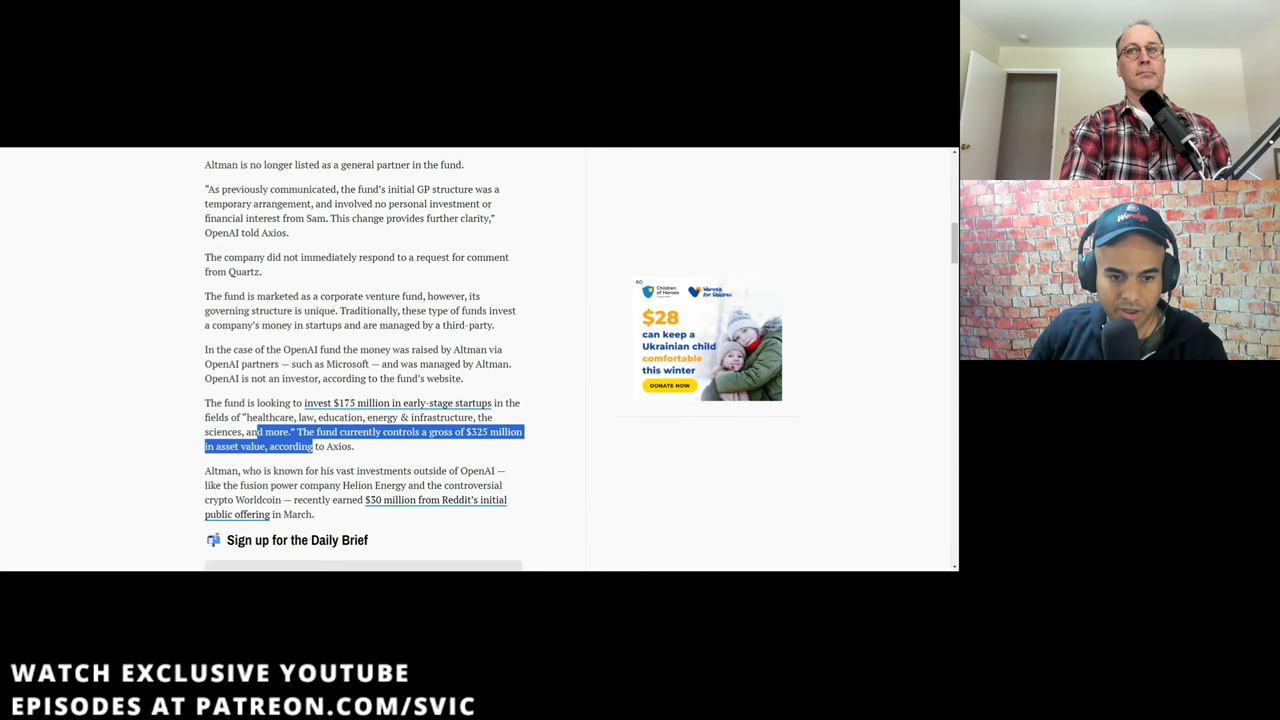 Altman is no longer listed as a general partner in the fund.
“As previously communicated, the fund’s initial GP structure was a
temporary arrangement, and involved no personal investment or
financial interest from Sam. This change provides further clarity,”
OpenAI told Axios.
The company did not immediately respond to a request for comment
from Quartz.
The fund is marketed as a corporate venture fund, however, its
governing structure is unique. Traditionally, these type of funds invest
a company’s money in startups and are managed by a third-party.
In the case of the OpenAI fund the money was raised by Altman via
OpenAI partners — such as Microsoft — and was managed by Altman.
OpenAI is not an investor, according to the fund’s website.
The fund is looking to invest $175 million in early-stage startups in the
fields of “healthcare, law, education, energy & infrastructure, the
sciences, and more.” The fund currently controls a gross of $325 million
in asset value, according to Axios.
Altman, who is known for his vast investments outside of OpenAI —
like the fusion power company Helion Energy and the controversial
crypto Worldcoin — recently earned $30 million from Reddit’s initial
public offering in March.
Sign up for the Daily Brief
AD
Children
of Heroes
Warmth
for Children
$28
can keep a
Ukrainian child
comfortable
this winter
DONATE NOW
WATCH EXCLUSIVE YOUTUBE
EPISODES AT PATREON.COM/SVIC